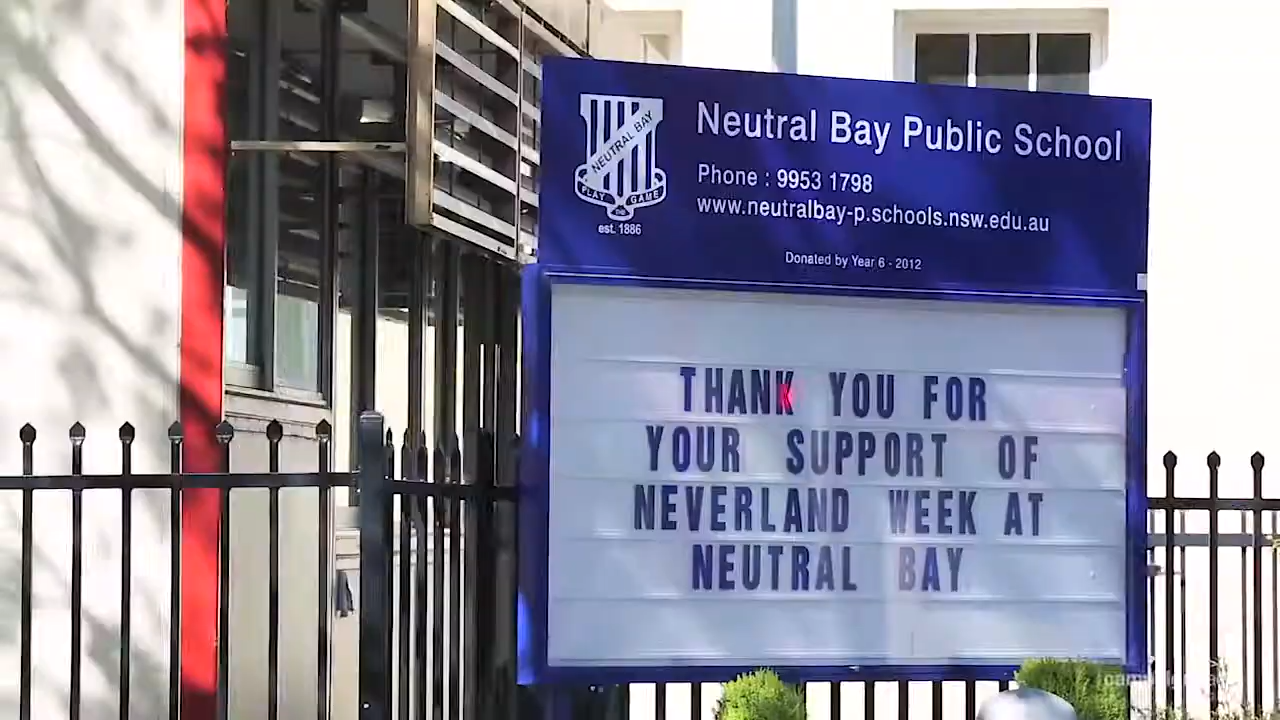 Neutral Bay Public School
NEUTRAL BAY
PLAY THE GAME
est. 1886
Phone : 9953 1798
www.neutralbay-p.schools.nsw.edu.au
Donated by Year 6 - 2012
THANK YOU FOR
YOUR SUPPORT OF
NEVERLAND WEEK AT
NEUTRAL BAY